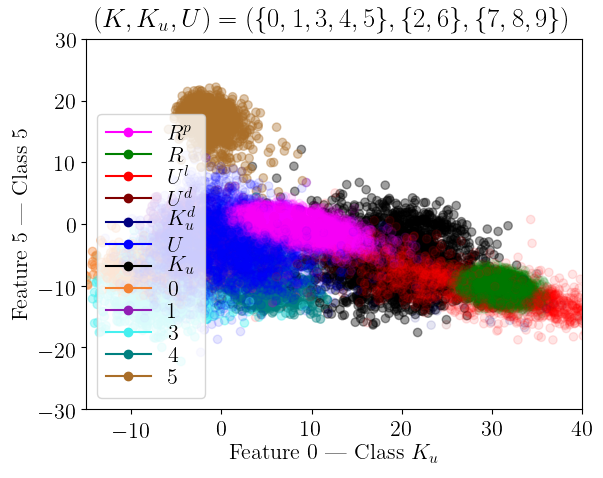 (K, K_u, U) = ({0, 1, 3, 4, 5}, {2, 6}, {7, 8, 9})
30
20
10
0
−10
−20
−30
Feature 5 — Class 5
R^p
R
U^l
U^d
K_u^d
U
K_u
0
1
3
4
5
−10
0
10
20
30
40
Feature 0 — Class K_u